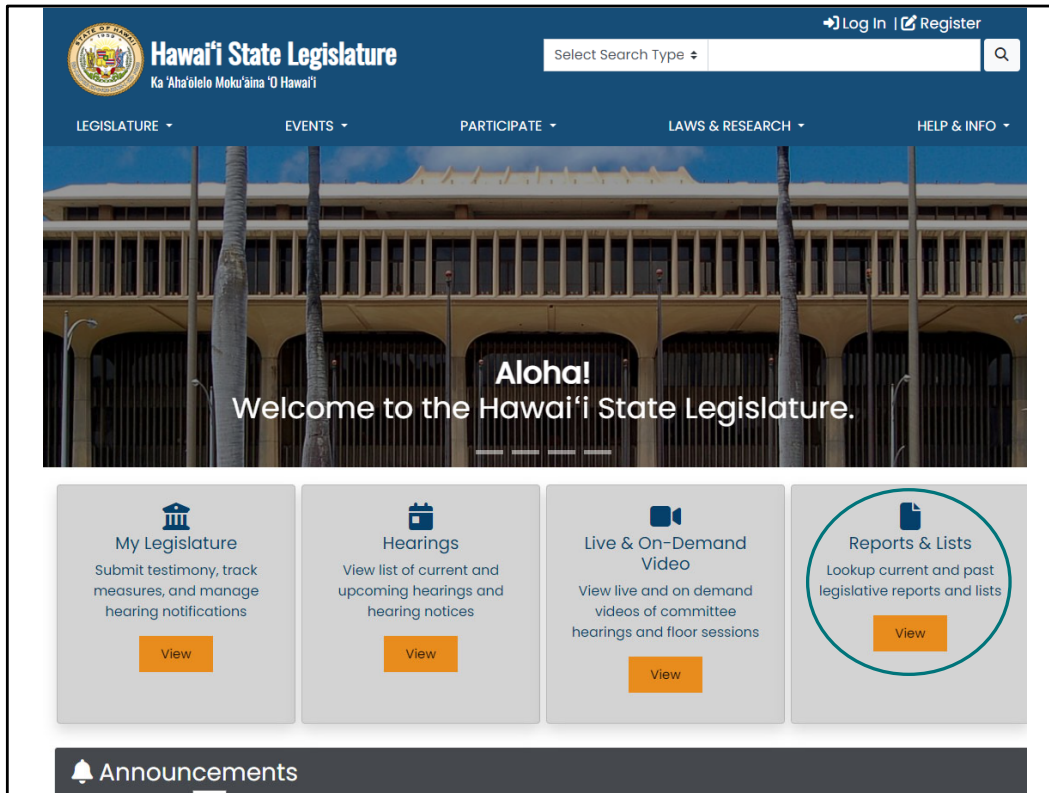 Log In | Register
Hawaiʻi State Legislature
Ka ʻAhaʻōlelo Mokuʻāina ʻO Hawaiʻi
Select Search Type
LEGISLATURE EVENTS PARTICIPATE LAWS & RESEARCH HELP & INFO
Aloha!
Welcome to the Hawaiʻi State Legislature.
My Legislature
Submit testimony, track
measures, and manage
hearing notifications
View
Hearings
View list of current and
upcoming hearings and
hearing notices
View
Live & On-Demand
Video
View live and on demand
videos of committee
hearings and floor sessions
View
Reports & Lists
Lookup current and past
legislative reports and lists
View
Announcements